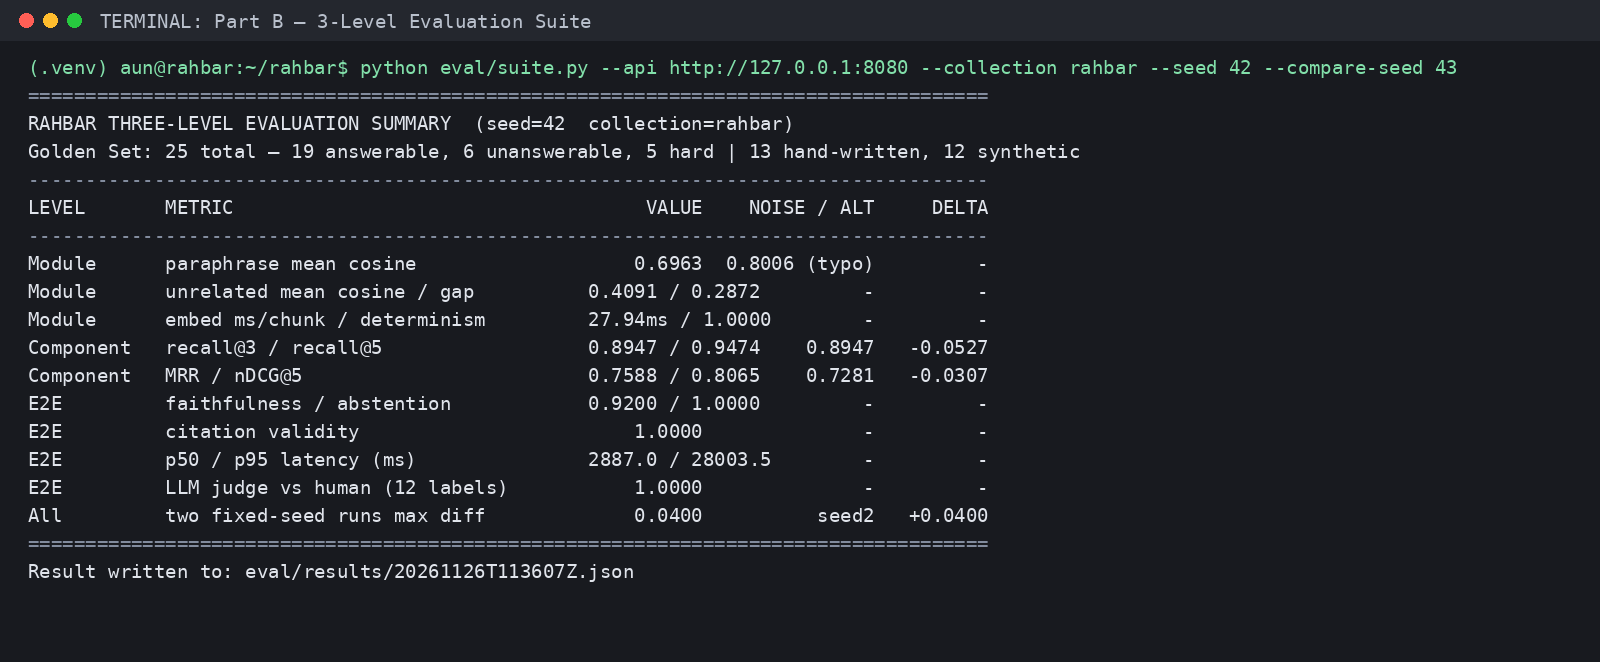 TERMINAL: Part B — 3-Level Evaluation Suite
(.venv) aun@rahbar:~/rahbar$ python eval/suite.py --api http://127.0.0.1:8080 --collection rahbar --seed 42 --compare-seed 43
====================================================================================
RAHBAR THREE-LEVEL EVALUATION SUMMARY  (seed=42  collection=rahbar)
Golden Set: 25 total — 19 answerable, 6 unanswerable, 5 hard | 13 hand-written, 12 synthetic
------------------------------------------------------------------------------------
LEVEL       METRIC                                    VALUE    NOISE / ALT     DELTA
------------------------------------------------------------------------------------
Module      paraphrase mean cosine                   0.6963  0.8006 (typo)         -
Module      unrelated mean cosine / gap          0.4091 / 0.2872         -         -
Module      embed ms/chunk / determinism         27.94ms / 1.0000        -         -
Component   recall@3 / recall@5                  0.8947 / 0.9474    0.8947   -0.0527
Component   MRR / nDCG@5                         0.7588 / 0.8065    0.7281   -0.0307
E2E         faithfulness / abstention            0.9200 / 1.0000         -         -
E2E         citation validity                        1.0000              -         -
E2E         p50 / p95 latency (ms)               2887.0 / 28003.5        -         -
E2E         LLM judge vs human (12 labels)           1.0000              -         -
All         two fixed-seed runs max diff             0.0400          seed2   +0.0400
====================================================================================
Result written to: eval/results/20261126T113607Z.json